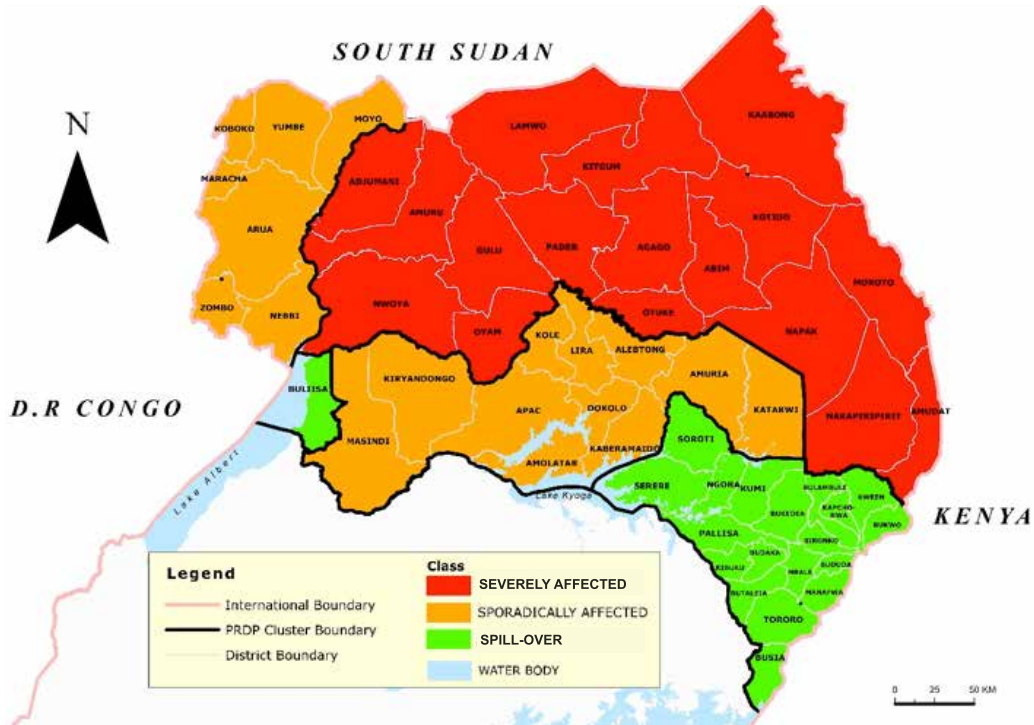 SOUTH SUDAN
N
KOBOKO
YUMBE
MOYO
MARACHA
ARUA
ZOMBO
NEBBI
ADJUMANI
AMURU
LAMWO
KITGUM
KAABONG
KOTIDO
GULU
PADER
AGAGO
ABIM
MOROTO
NWOYA
OYAM
OTUKE
NAPAK
NAKAPIRIPIRIT
AMUDAT
BULIISA
KIRYANDONGO
MASINDI
KOLE
LIRA
ALEBTONG
AMURIA
KATAKWI
APAC
DOKOLO
KABERAMAIDO
AMOLATAR
D.R CONGO
Lake Albert
Lake Kyoga
SOROTI
SERERE
NGORA
KUMI
BULAMBULI
KWEEN
KAPCHO-
RWA
BUKWO
BUKEDEA
SIRONKO
PALLISA
BUDAKA
BUDUDA
KIBUKU
MBALE
MANAFWA
BUTALEJA
TORORO
BUSIA
KENYA
Legend
International Boundary
PRDP Cluster Boundary
District Boundary
Class
SEVERELY AFFECTED
SPORADICALLY AFFECTED
SPILL-OVER
WATER BODY
0 25 50 KM